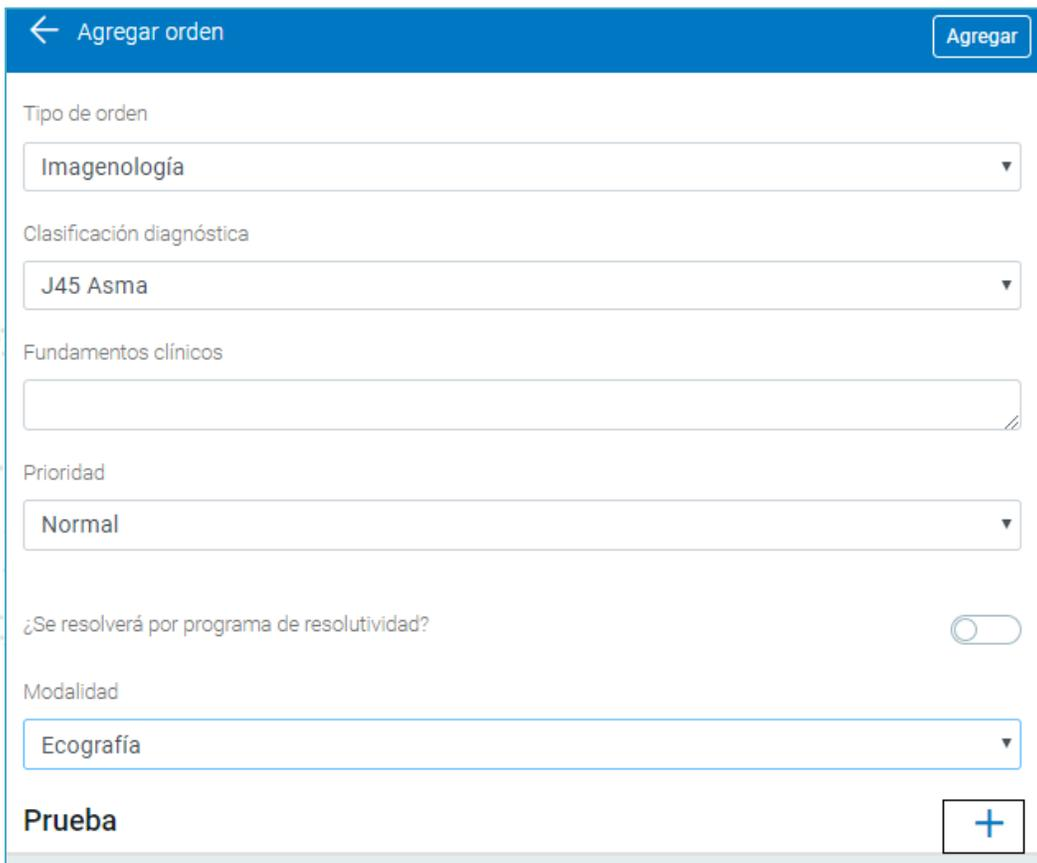 Agregar orden
Agregar
Tipo de orden
Imagenología
Clasificación diagnóstica
J45 Asma
Fundamentos clínicos
Prioridad
Normal
¿Se resolverá por programa de resolutividad?
Modalidad
Ecografía
Prueba